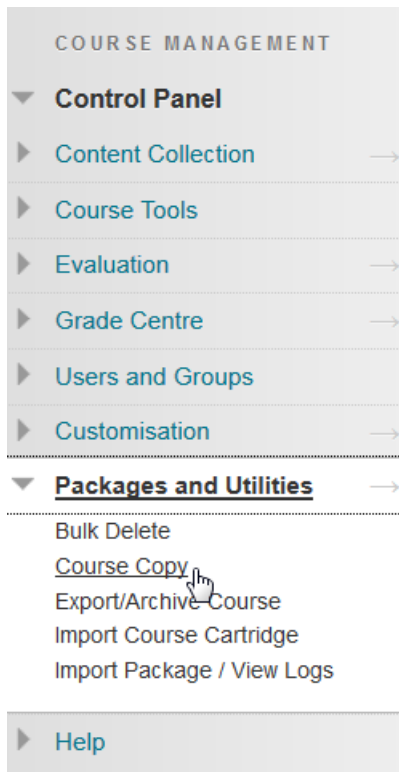 COURSE MANAGEMENT
Control Panel
Content Collection
Course Tools
Evaluation
Grade Centre
Users and Groups
Customisation
Packages and Utilities
Bulk Delete
Course Copy
Export/Archive Course
Import Course Cartridge
Import Package / View Logs
Help